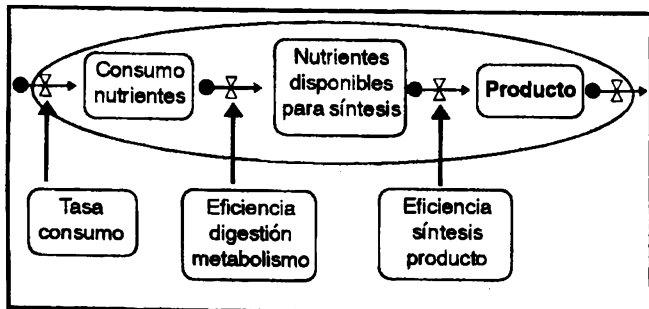 Consumo
nutrientes
Nutrientes
disponibles
para síntesis
Producto
Tasa
consumo
Eficiencia
digestión
metabolismo
Eficiencia
síntesis
producto